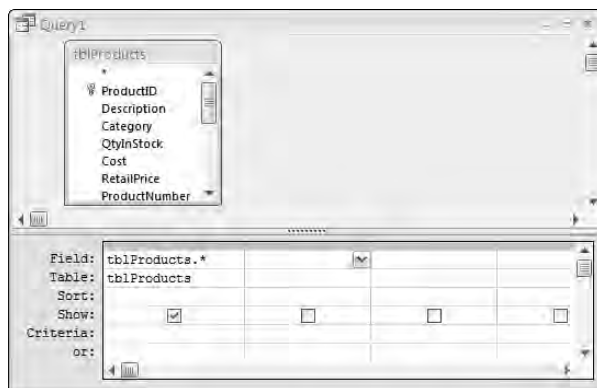 Query1
tblProducts
*
ProductID
Description
Category
QtyInStock
Cost
RetailPrice
ProductNumber
Field: tblProducts.*
Table: tblProducts
Sort:
Show:
Criteria:
or: